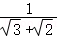 1
√3 + √2